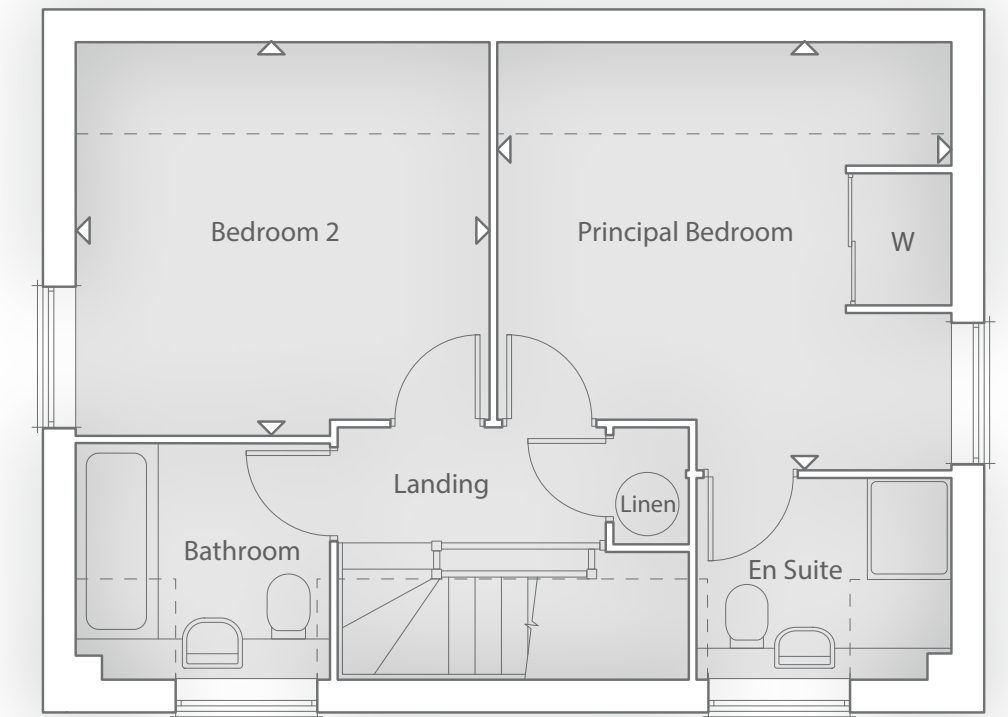 Bedroom 2
Principal Bedroom
W
Landing
Linen
Bathroom
En Suite